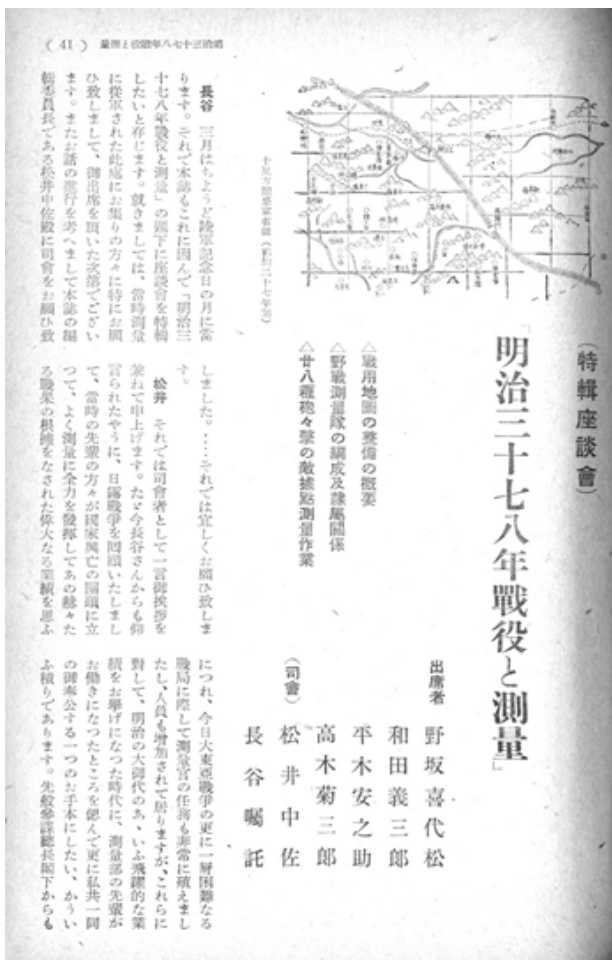 ( 41 ) 明治三十七八年戰役と測量
(特輯座談會)
「明治三十七八年戰役と測量」
△戰用地圖の整備の概要
△野戰測量隊の編成及隷屬關係
△廿八糎砲々擊の敵據點測量作業
出席者 野坂喜代松
和田義三郎
平木安之助
高木菊三郎
(司會) 松井中佐
長谷囑託
長谷 三月はちようど陸軍記念日の月に當
ります。それで本誌もこれに因んで「明治三
十七八年戰役と測量」の題下に座談會を特輯
したいと存じます。就きましては、當時測量
に從軍された此處にお集りの方々に特にお願
ひ致しまして、御出席を頂いた次第でござい
ます。またお話の進行を考へまして本誌の編
輯委員長である松井中佐殿に司會をお願ひ致
しました。……それでは宜しくお願ひ致しま
す。
松井 それでは司會者として一言御挨拶を
兼ねて申上げます。たゞ今長谷さんからも仰
言られたやうに、日露戰爭を回顧いたしまし
て、當時の先輩の方々が國家興亡の關頭に立
つて、よく測量に全力を發揮してあの赫々た
る戰果の根據をなされた偉大なる業績を思ふ
につれ、今日大東亞戰爭の更に一層困難なる
戰局に際して測量官の任務も非常に殖えまし
たし、人員も增加されて居りますが、これらに
對して、明治の大御代のあゝいふ飛躍的な業
績をお擧げになつた時代に、測量部の先輩が
お働きになつたところを偲んで更に私共一同
の御奉公する一つのお手本にしたい、かうい
ふ積りであります。先般參謀總長閣下からも